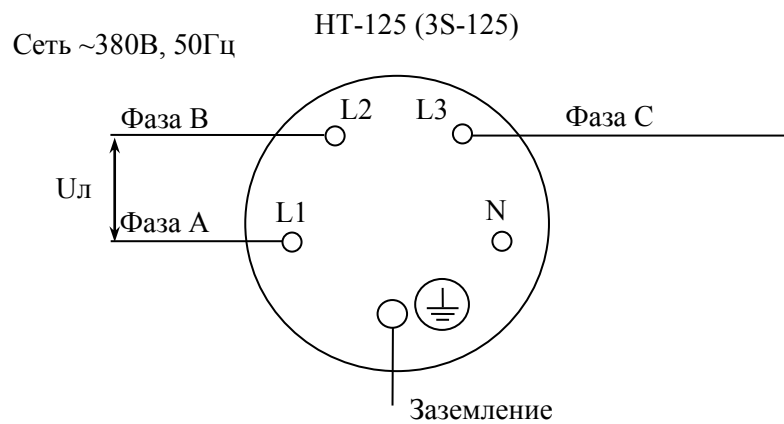 НТ-125 (3S-125)
Сеть ~380В, 50Гц
L2
L3
Фаза В
Фаза С
Uл
Фаза А
L1
N
Заземление